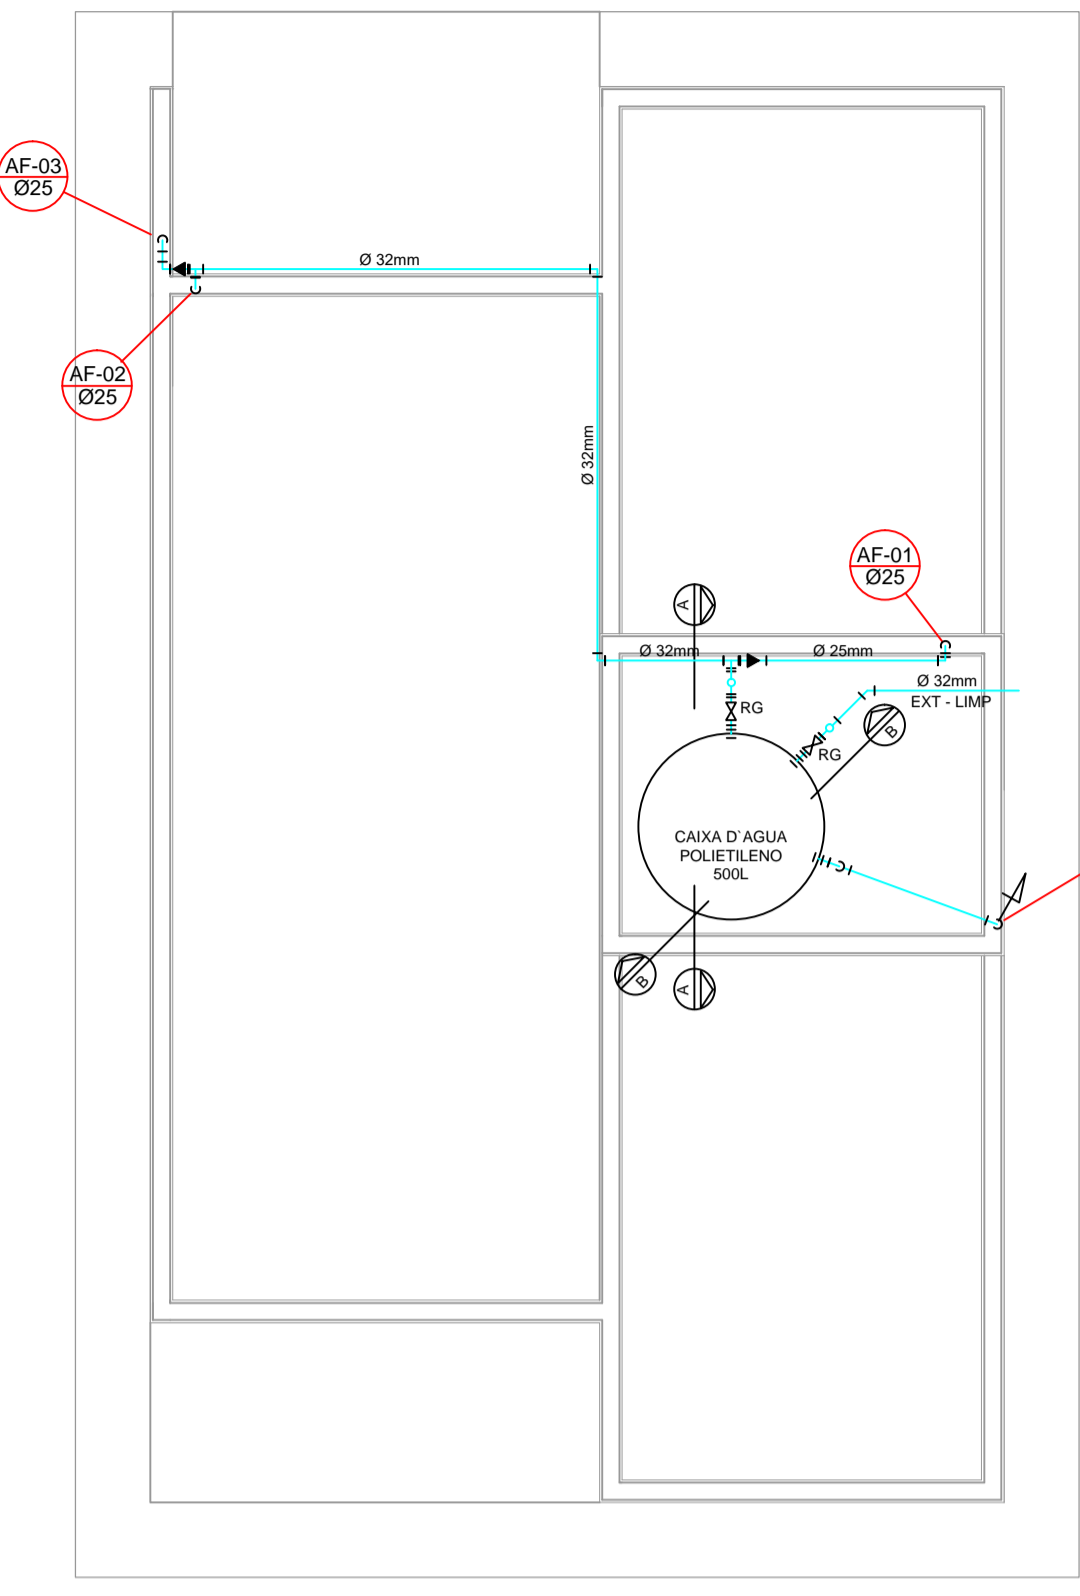 AF-03
Ø25
Ø 32mm
AF-02
Ø25
Ø 32mm
AF-01
Ø25
A
Ø 32mm
Ø 25mm
Ø 32mm
EXT - LIMP
RG
B
RG
CAIXA D`AGUA
POLIETILENO
500L
B
A